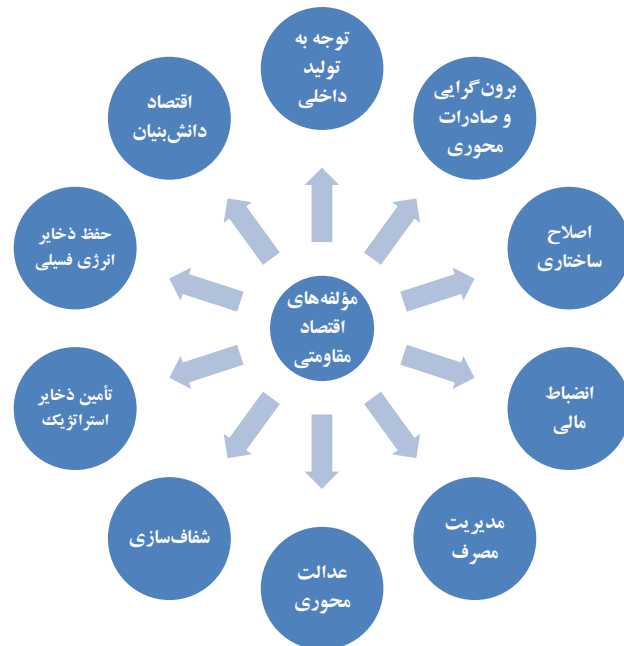 توجه به
تولید
داخلی
برون‌گرایی
و صادرات
محوری
اصلاح
ساختاری
انضباط
مالی
مدیریت
مصرف
عدالت
محوری
شفاف‌سازی
تأمین ذخایر
استراتژیک
حفظ ذخایر
انرژی فسیلی
اقتصاد
دانش‌بنیان
مؤلفه‌های
اقتصاد
مقاومتی